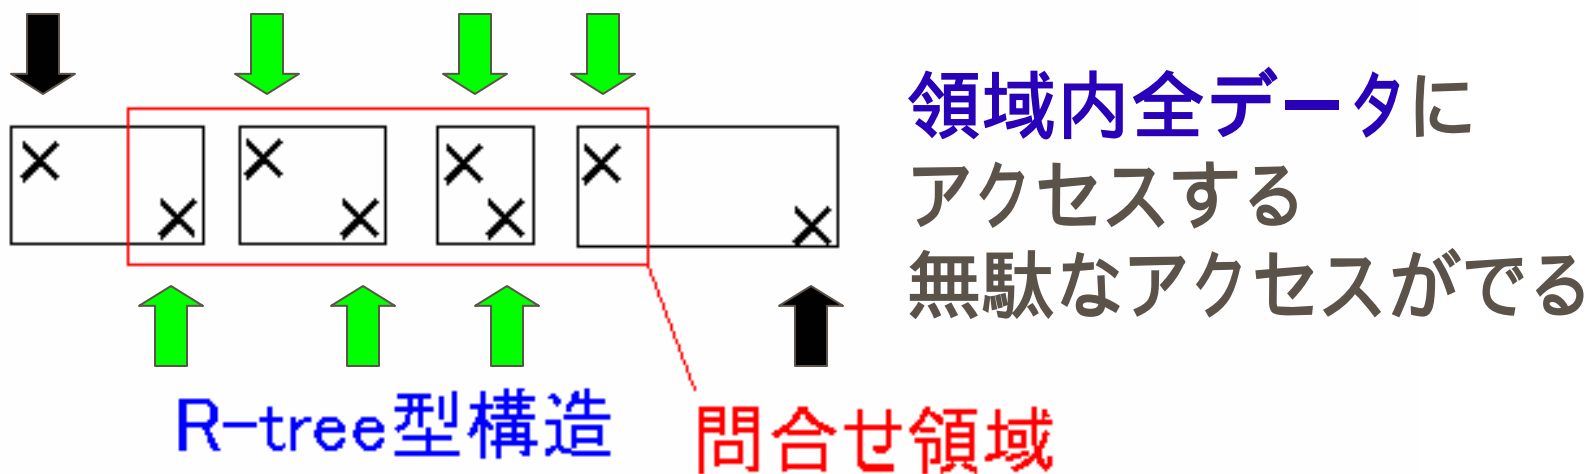 領域内全データに
アクセスする
無駄なアクセスがでる
R-tree型構造
問合せ領域